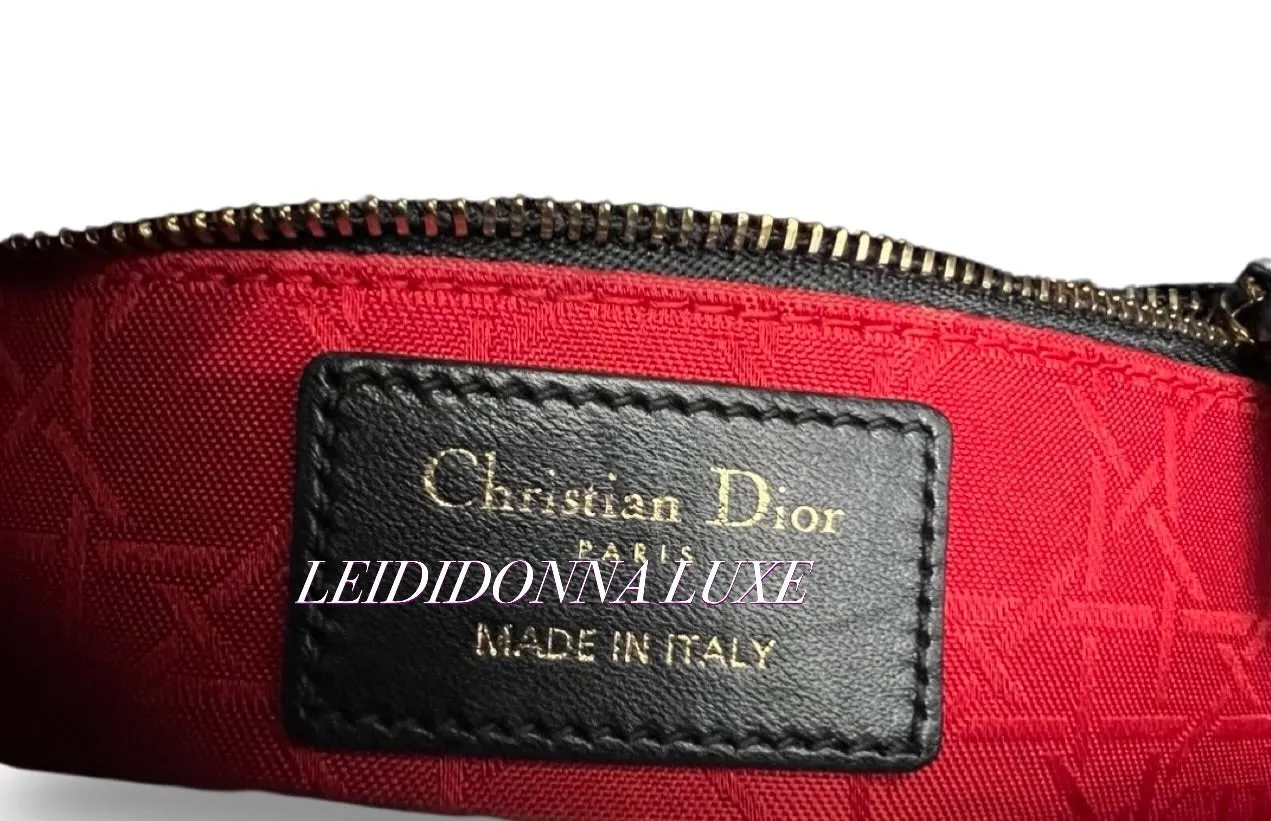 Christian Dior
PARIS
LEIDIDONNA LUXE
MADE IN ITALY